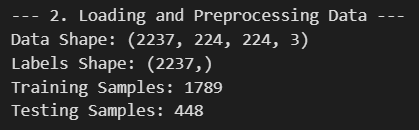 --- 2. Loading and Preprocessing Data ---
Data Shape: (2237, 224, 224, 3)
Labels Shape: (2237,)
Training Samples: 1789
Testing Samples: 448